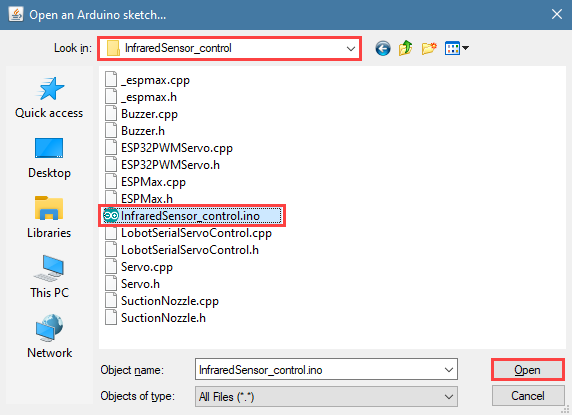 Open an Arduino sketch...
Look in: InfraredSensor_control
Quick access
Desktop
Libraries
This PC
Network
_espmax.cpp
_espmax.h
Buzzer.cpp
Buzzer.h
ESP32PWMServo.cpp
ESP32PWMServo.h
ESPMax.cpp
ESPMax.h
InfraredSensor_control.ino
LobotSerialServoControl.cpp
LobotSerialServoControl.h
Servo.cpp
Servo.h
SuctionNozzle.cpp
SuctionNozzle.h
Object name: InfraredSensor_control.ino Open
Objects of type: All Files (*.*) Cancel